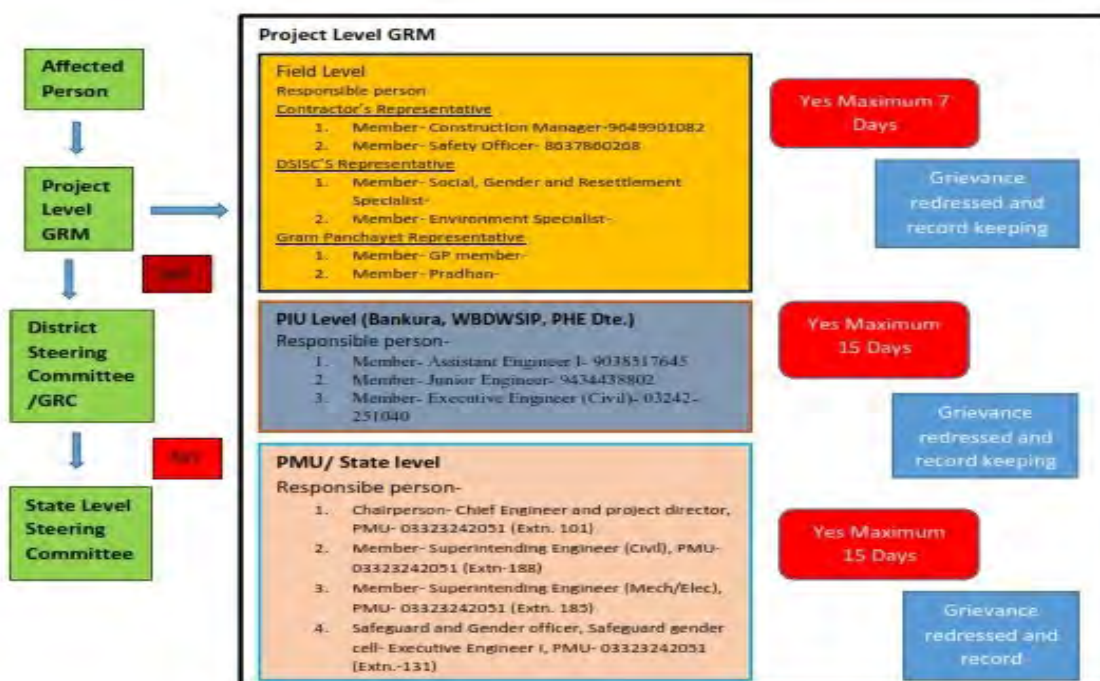 Affected
Person
Project
Level
GRM
District
Steering
Committee
/GRC
State Level
Steering
Committee
Project Level GRM
Field Level
Responsible person
Contractor's Representative
1. Member- Construction Manager-9649901082
2. Member- Safety Officer- 8637860268
DSISC'S Representative
1. Member- Social, Gender and Resettlement
Specialist-
2. Member- Environment Specialist-
Gram Panchayet Representative
1. Member- GP member-
2. Member- Pradhan-
Yes Maximum 7
Days
Grievance
redressed and
record keeping
PIU Level (Bankura, WBDWSIP, PHE Dte.)
Responsible person-
1. Member- Assistant Engineer I- 9038517645
2. Member- Junior Engineer- 9434438802
3. Member- Executive Engineer (Civil)- 03242-
251040
Yes Maximum
15 Days
Grievance
redressed and
record keeping
PMU/ State level
Responsibe person-
1. Chairperson- Chief Engineer and project director,
PMU- 03323242051 (Extn. 101)
2. Member- Superintending Engineer (Civil), PMU-
03323242051 (Extn-188)
3. Member- Superintending Engineer (Mech/Elec),
PMU- 03323242051 (Extn. 185)
4. Safeguard and Gender officer, Safeguard gender
cell- Executive Engineer I, PMU- 03323242051
(Extn.-131)
Yes Maximum
15 Days
Grievance
redressed and
record